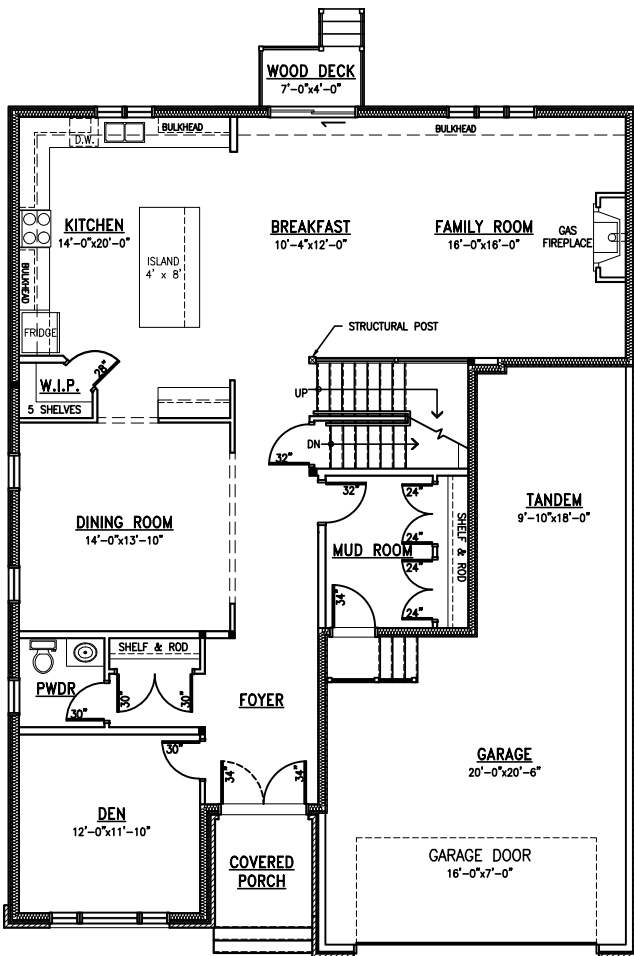 WOOD DECK
7'-0"x4'-0"
BULKHEAD
BULKHEAD
D.W.
KITCHEN
14'-0"x20'-0"
ISLAND
4' x 8'
BREAKFAST
10'-4"x12'-0"
FAMILY ROOM
16'-0"x16'-0"
GAS
FIREPLACE
BULKHEAD
FRIDGE
STRUCTURAL POST
28"
W.I.P.
5 SHELVES
UP
DN
32"
32"
24"
24"
24"
24"
SHELF & ROD
MUD ROOM
34"
TANDEM
9'-10"x18'-0"
DINING ROOM
14'-0"x13'-10"
SHELF & ROD
PWDR
30"
30"
30"
FOYER
30"
34"
34"
GARAGE
20'-0"x20'-6"
DEN
12'-0"x11'-10"
COVERED
PORCH
GARAGE DOOR
16'-0"x7'-0"